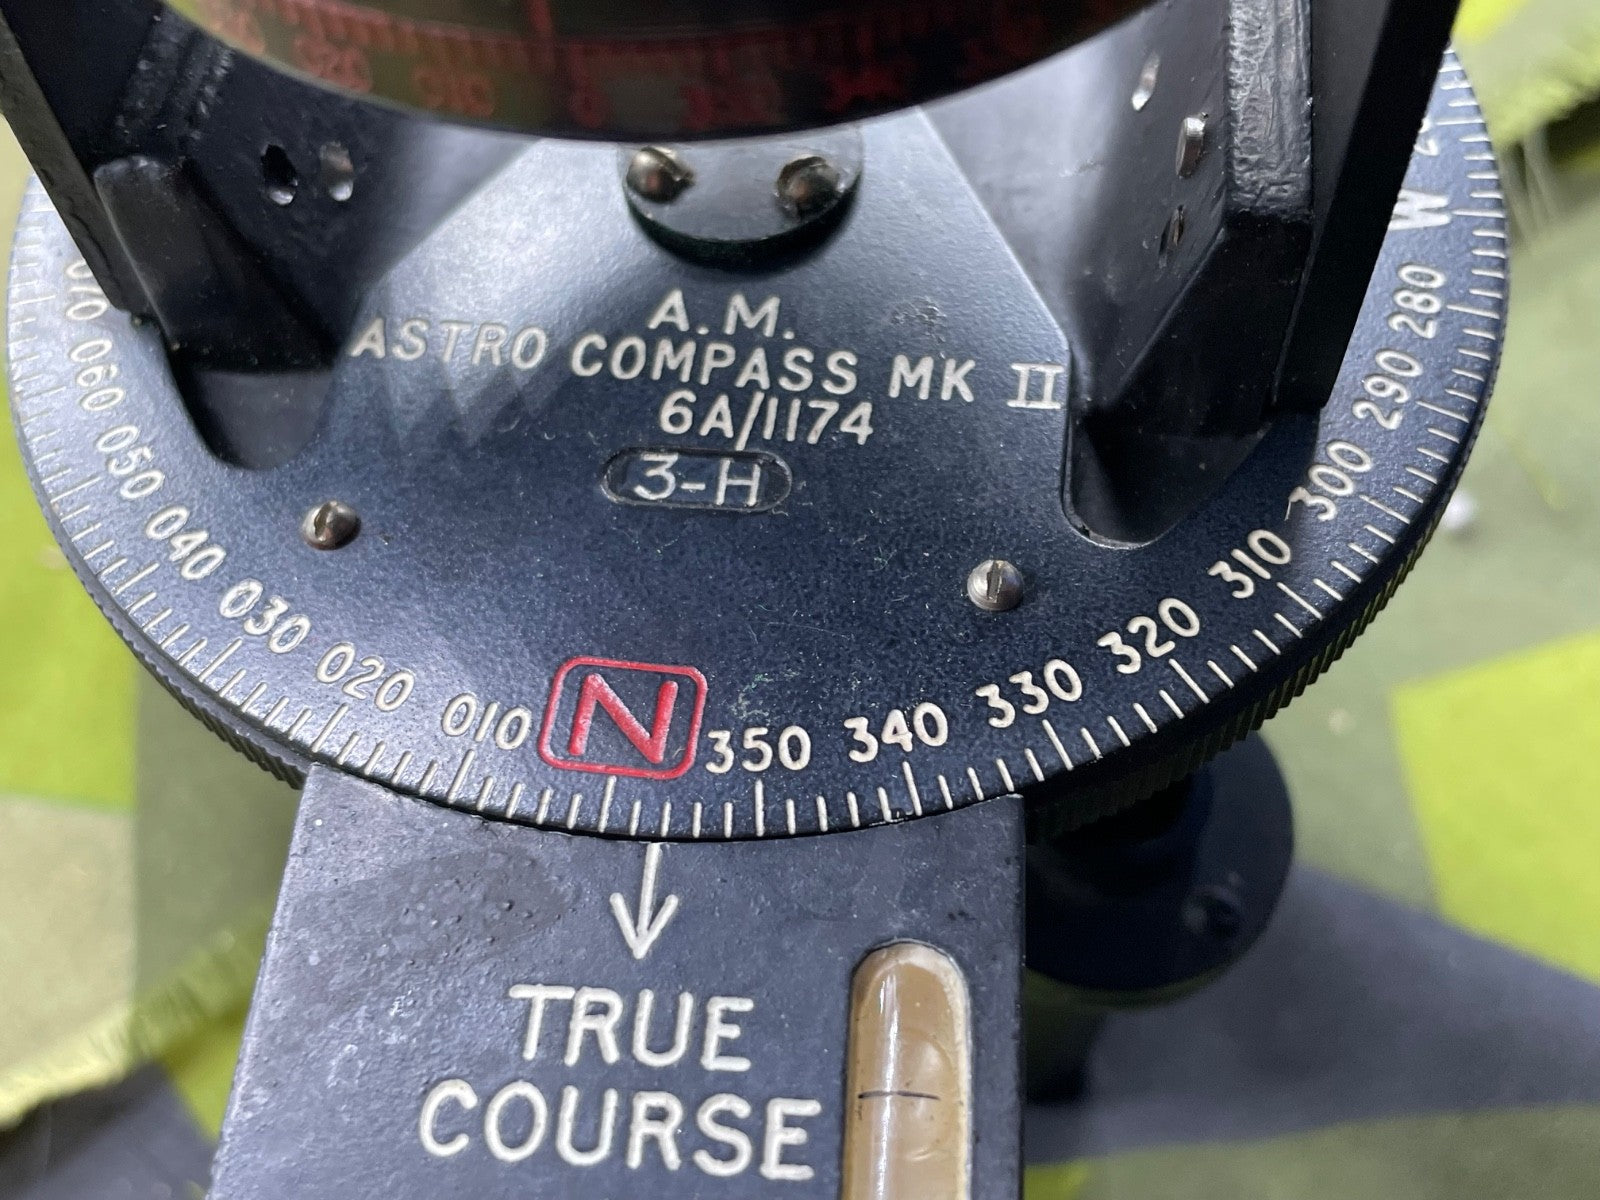 A.M.
ASTRO COMPASS MK II
6A/1174
3-H
070 060 050 040 030 020 010 N 350 340 330 320 310 300 290 280 W
TRUE
COURSE